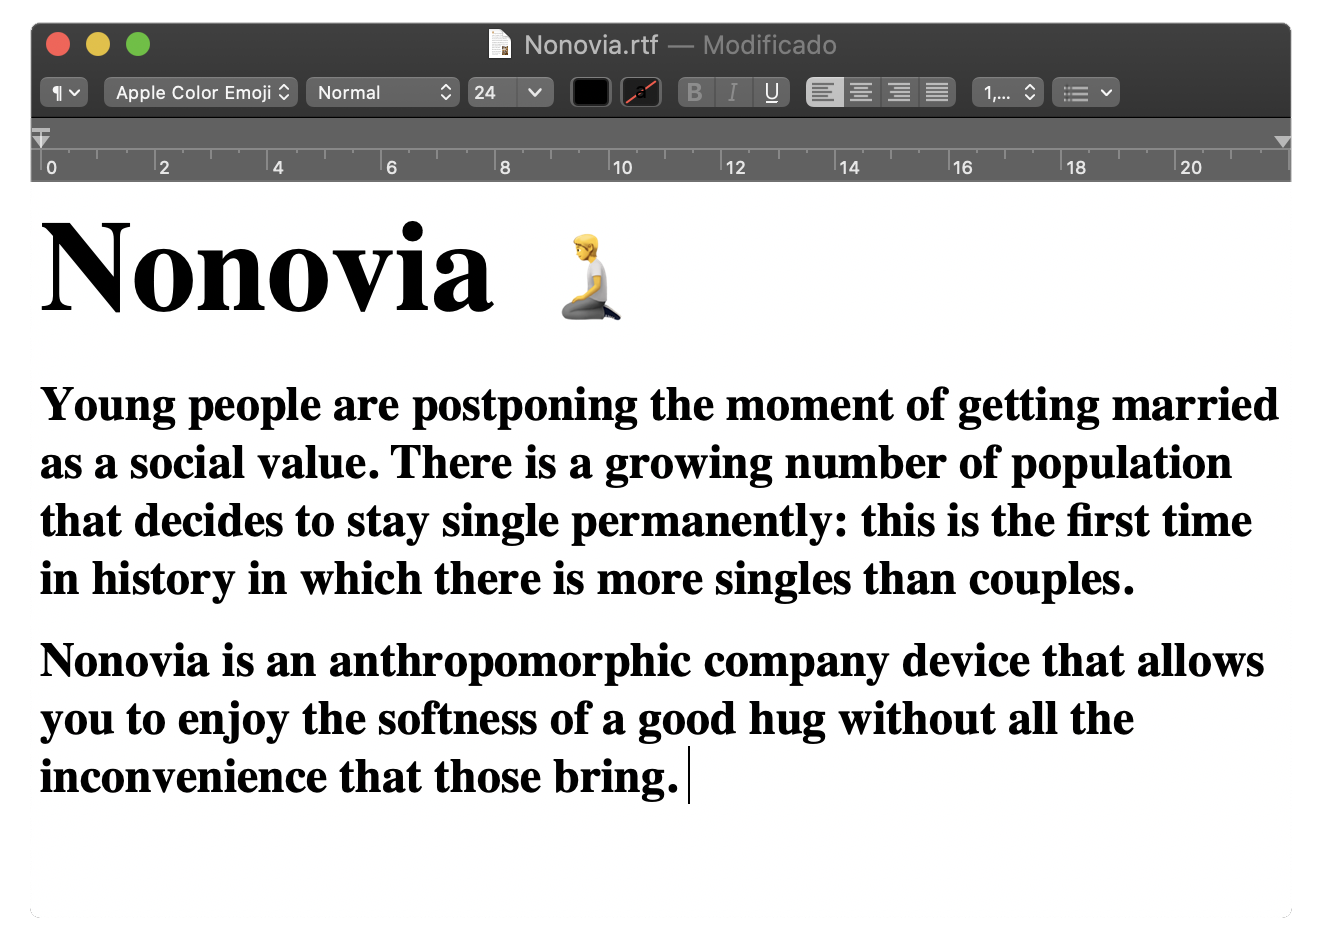 Nonovia.rtf — Modificado
¶ Apple Color Emoji Normal 24 a B I U 1,...
0 2 4 6 8 10 12 14 16 18 20
Nonovia 🧎
Young people are postponing the moment of getting married
as a social value. There is a growing number of population
that decides to stay single permanently: this is the first time
in history in which there is more singles than couples.
Nonovia is an anthropomorphic company device that allows
you to enjoy the softness of a good hug without all the
inconvenience that those bring.